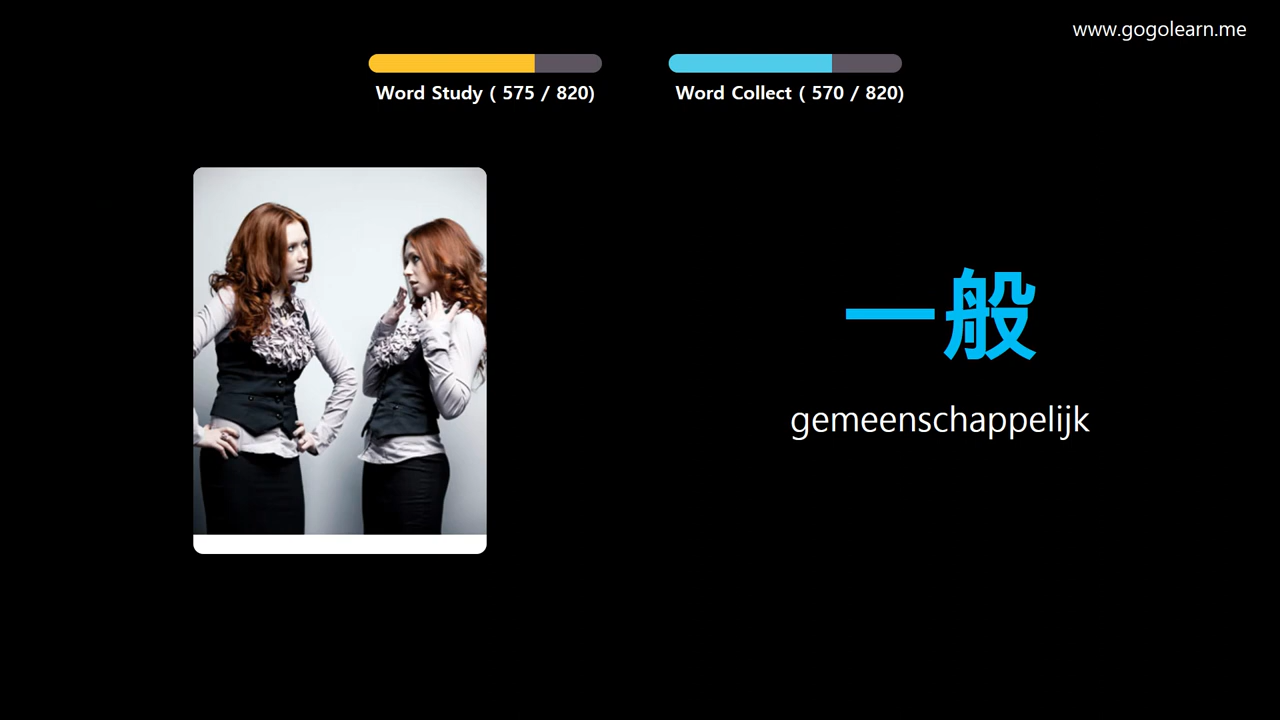 www.gogolearn.me
Word Study ( 575 / 820)
Word Collect ( 570 / 820)
一般
gemeenschappelijk